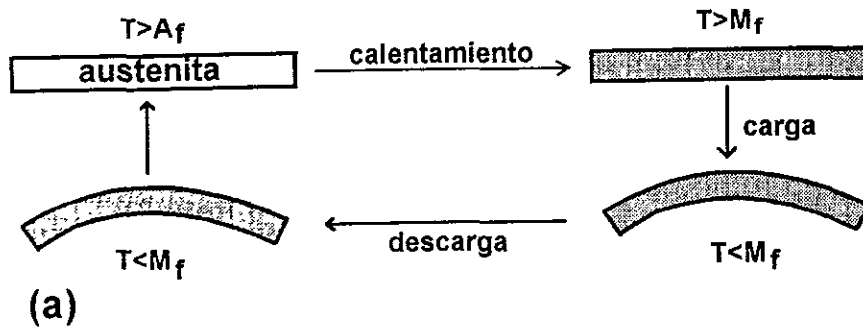 T>Af
T>Mf
austenita
calentamiento
carga
descarga
T<Mf
T<Mf
(a)